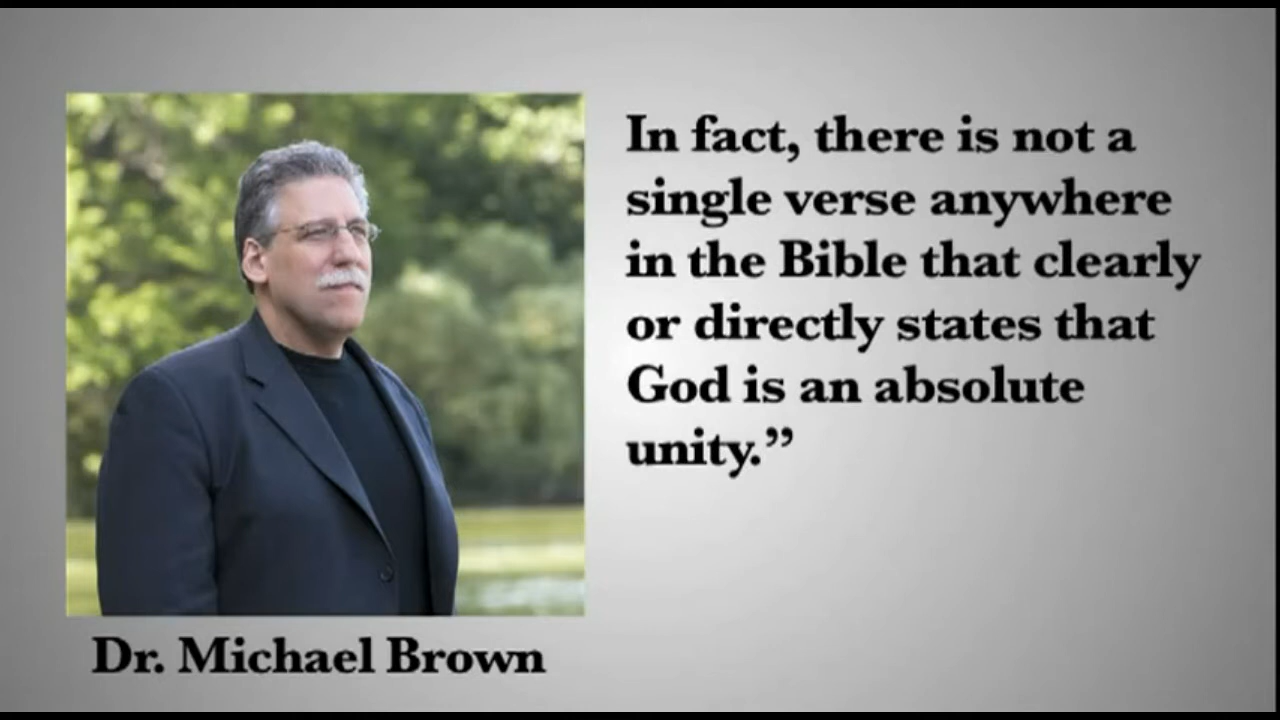 In fact, there is not a
single verse anywhere
in the Bible that clearly
or directly states that
God is an absolute
unity.”
Dr. Michael Brown